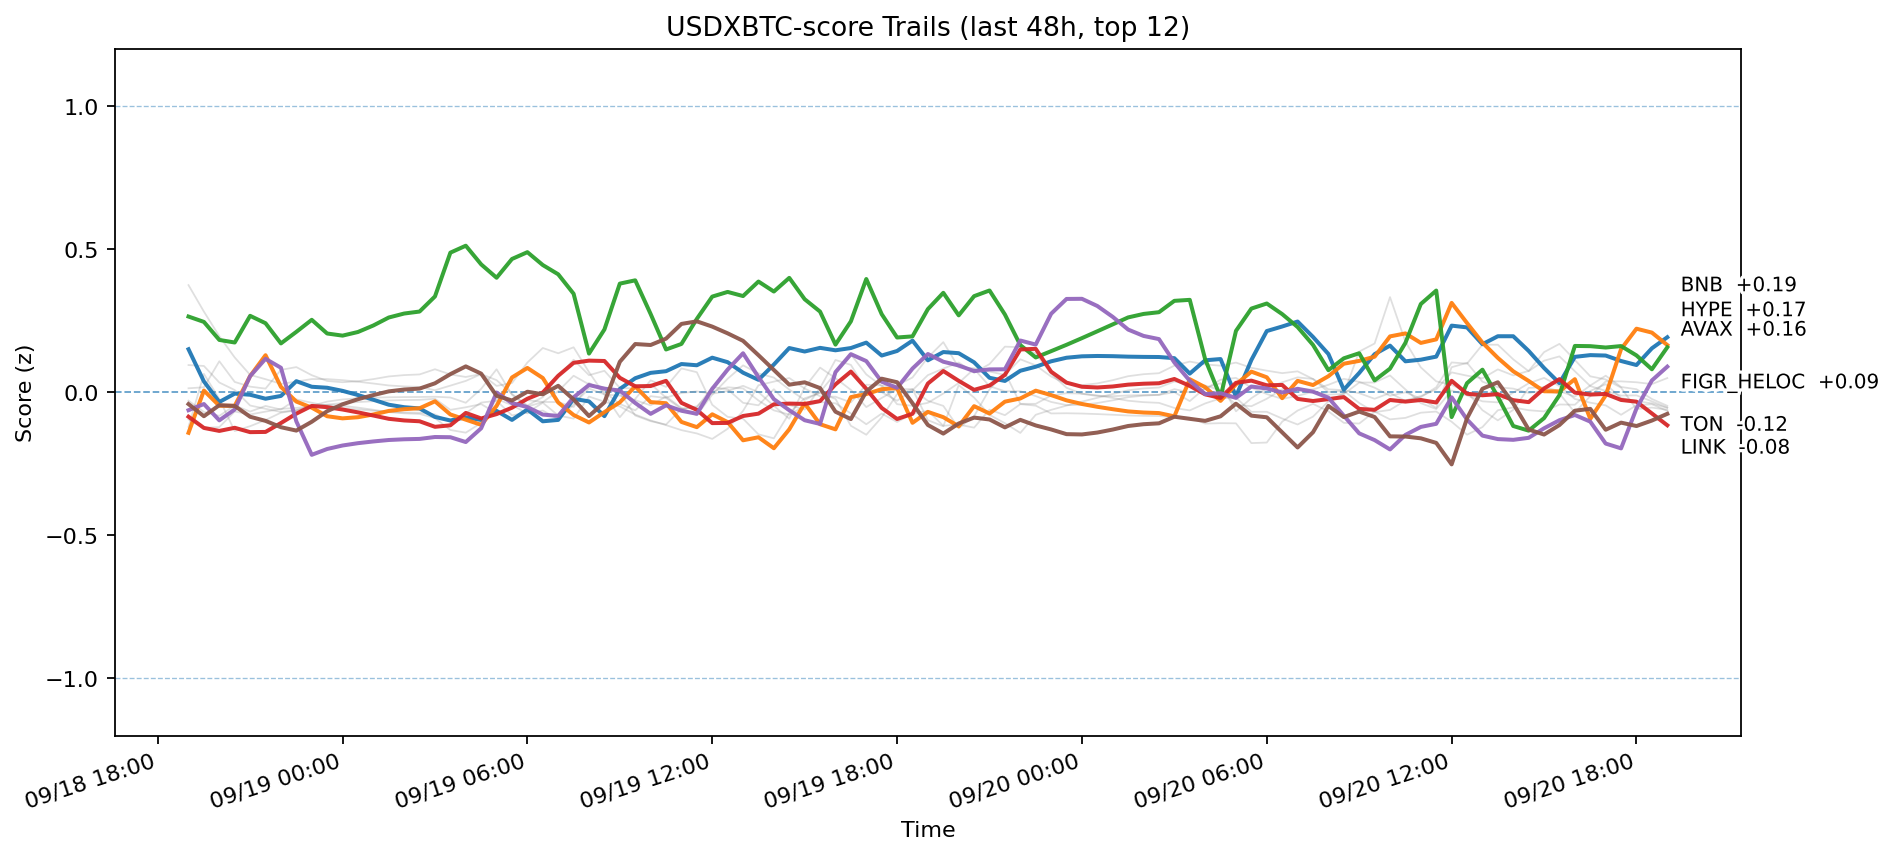 USDXBTC-score Trails (last 48h, top 12)
Score (z)
1.0
0.5
0.0
−0.5
−1.0
BNB +0.19
HYPE +0.17
AVAX +0.16
FIGR_HELOC +0.09
TON -0.12
LINK -0.08
09/18 18:00
09/19 00:00
09/19 06:00
09/19 12:00
09/19 18:00
09/20 00:00
09/20 06:00
09/20 12:00
09/20 18:00
Time